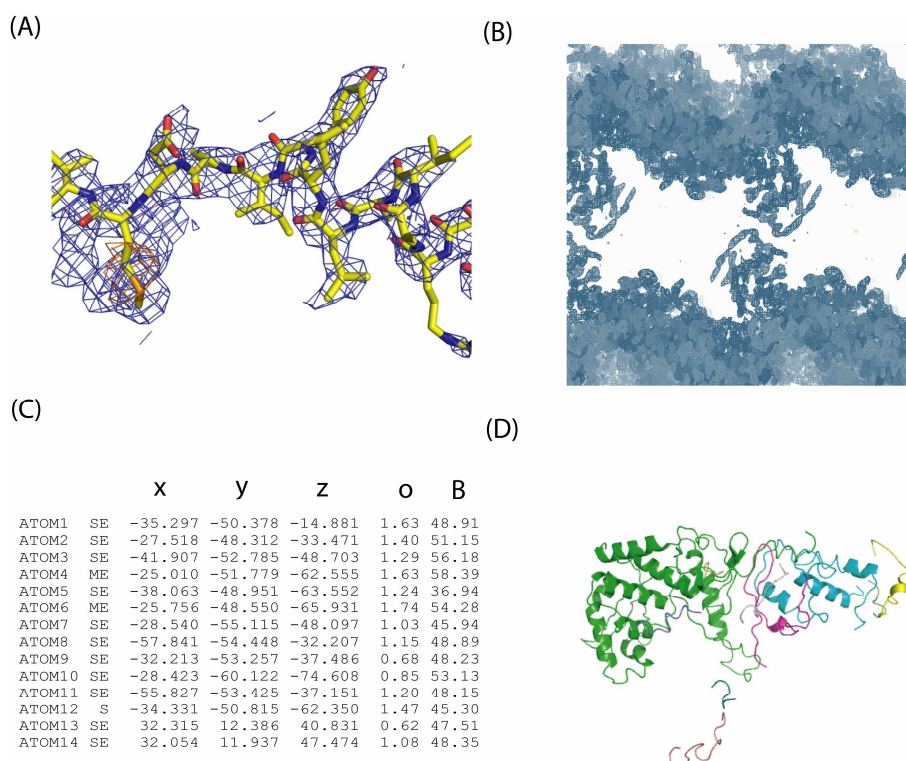 (A)
(B)
(C)
x y z o B
ATOM1 SE -35.297 -50.378 -14.881 1.63 48.91
ATOM2 SE -27.518 -48.312 -33.471 1.40 51.15
ATOM3 SE -41.907 -52.785 -48.703 1.29 56.18
ATOM4 ME -25.010 -51.779 -62.555 1.63 58.39
ATOM5 SE -38.063 -48.951 -63.552 1.24 36.94
ATOM6 ME -25.756 -48.550 -65.931 1.74 54.28
ATOM7 SE -28.540 -55.115 -48.097 1.03 45.94
ATOM8 SE -57.841 -54.448 -32.207 1.15 48.89
ATOM9 SE -32.213 -53.257 -37.486 0.68 48.23
ATOM10 SE -28.423 -60.122 -74.608 0.85 53.13
ATOM11 SE -55.827 -53.425 -37.151 1.20 48.15
ATOM12 S -34.331 -50.815 -62.350 1.47 45.30
ATOM13 SE 32.315 12.386 40.831 0.62 47.51
ATOM14 SE 32.054 11.937 47.474 1.08 48.35
(D)